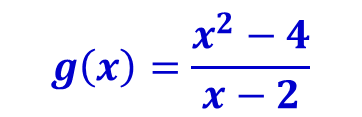 g(x) = (x² − 4) / (x − 2)